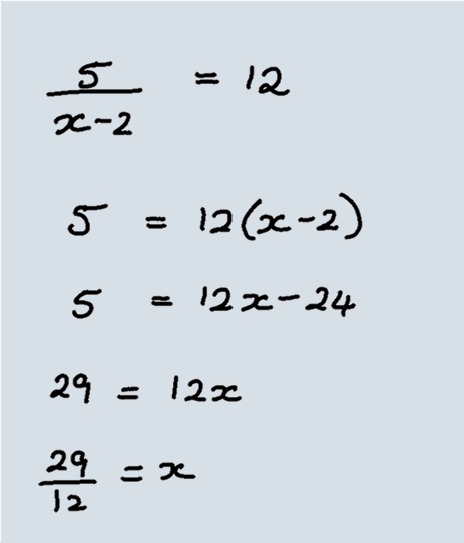 5/(x-2) = 12
5 = 12(x-2)
5 = 12x-24
29 = 12x
29/12 = x